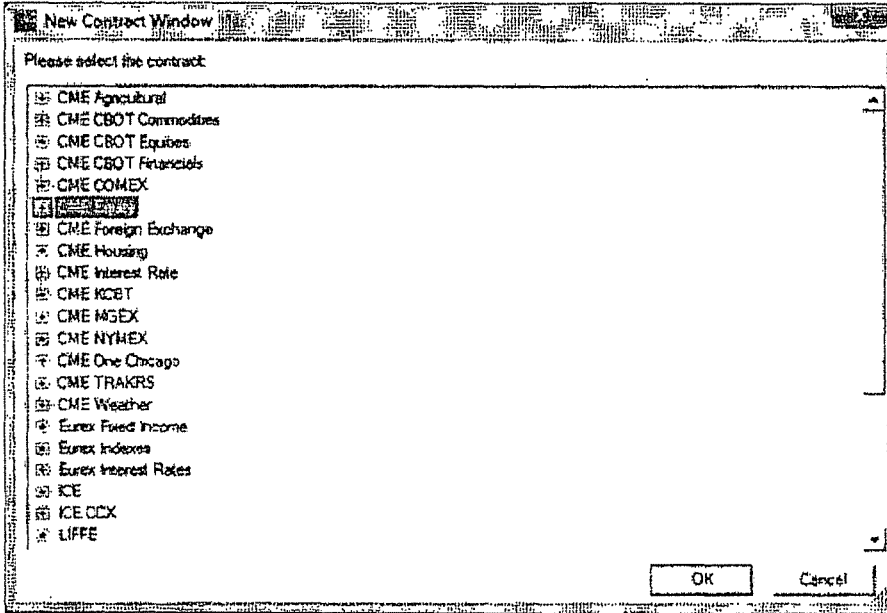 New Contract Window
Please select the contract:
CME Agricultural
CME CBOT Commodities
CME CBOT Equities
CME CBOT Financials
CME COMEX
CME Foreign Exchange
CME Housing
CME Interest Rate
CME KCBT
CME MGEX
CME NYMEX
CME One Chicago
CME TRAKRS
CME Weather
Eurex Fixed Income
Eurex Indexes
Eurex Interest Rates
ICE
ICE CCX
LIFFE
OK
Cancel